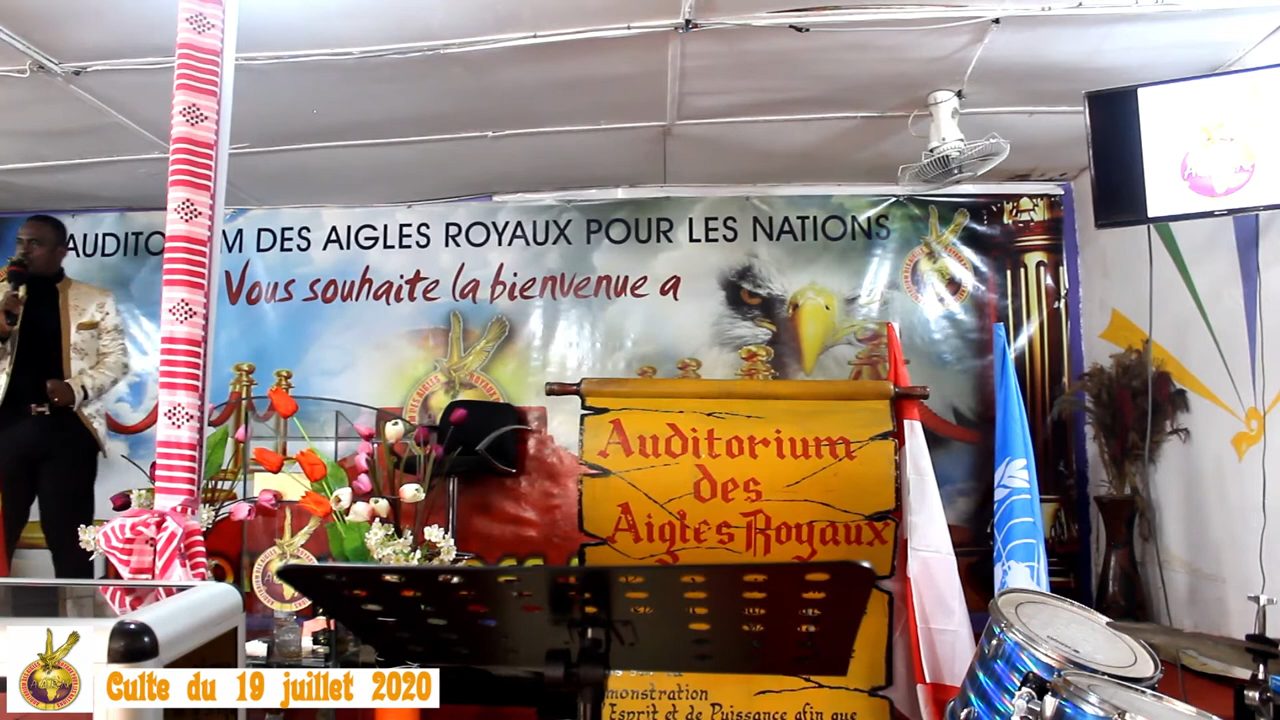 AUDITO M DES AIGLES ROYAUX POUR LES NATIONS
Vous souhaite la bienvenue a
Auditorium
des
Aigles Royaux
monstration
Esprit et de Puissance afin que
Culte du 19 juillet 2020